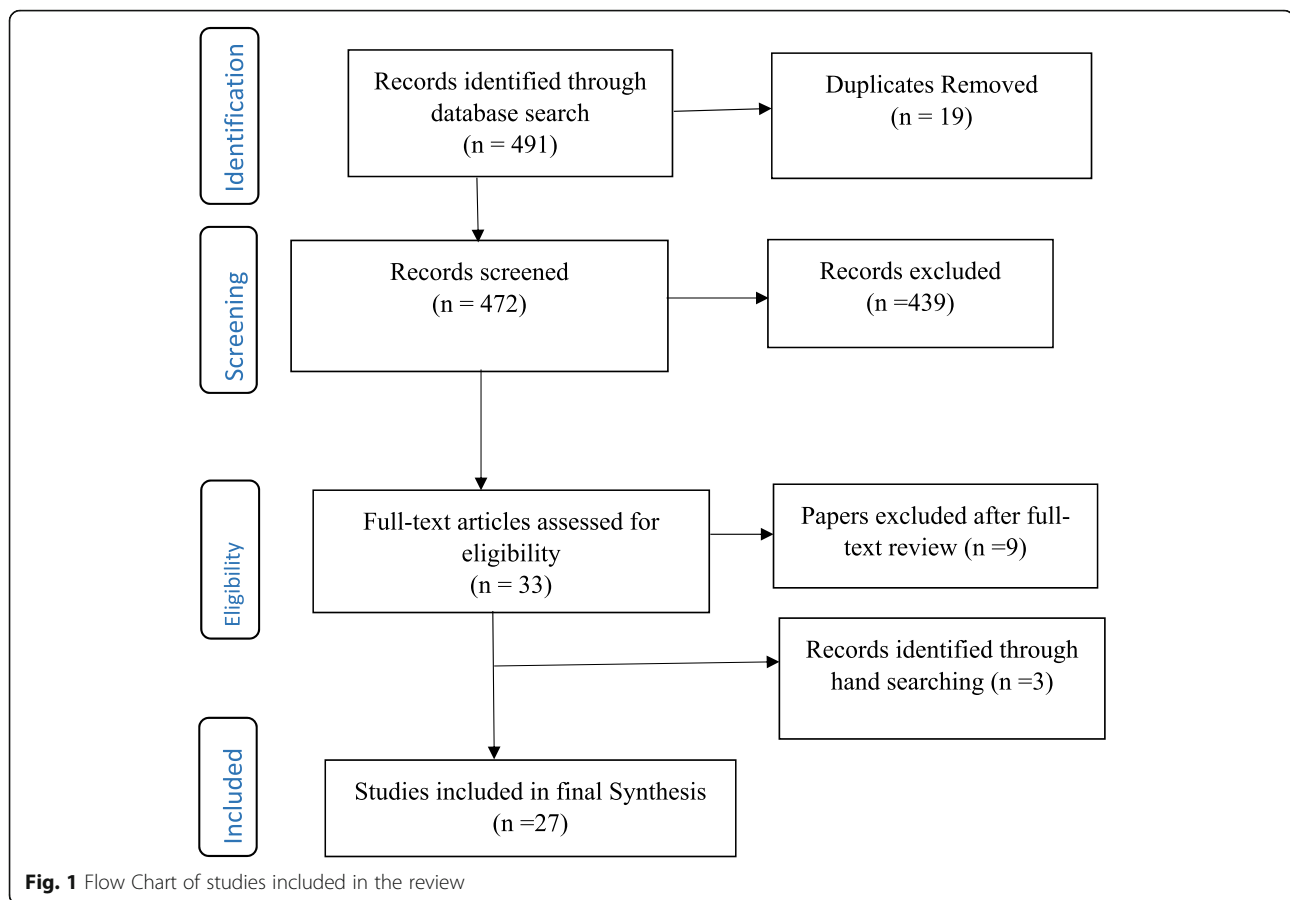 Identification
Records identified through
database search
(n = 491)
Duplicates Removed
(n = 19)
Screening
Records screened
(n = 472)
Records excluded
(n =439)
Eligibility
Full-text articles assessed for
eligibility
(n = 33)
Papers excluded after full-
text review (n =9)
Records identified through
hand searching (n =3)
Included
Studies included in final Synthesis
(n =27)
Fig. 1 Flow Chart of studies included in the review